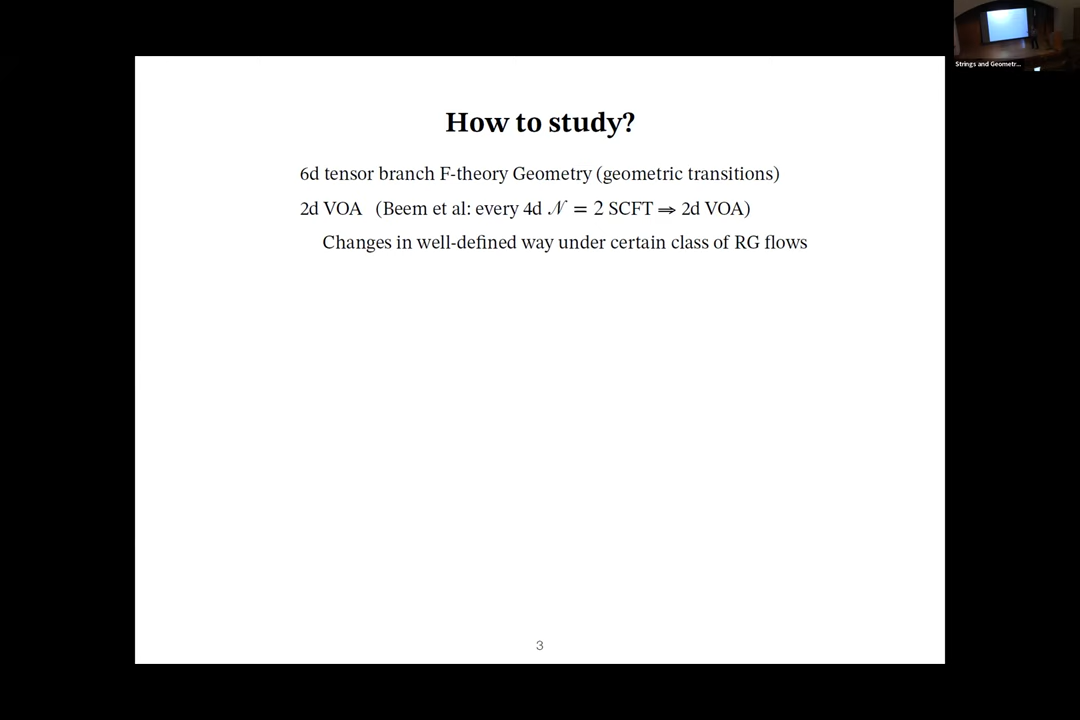 Strings and Geometr...
How to study?
6d tensor branch F-theory Geometry (geometric transitions)
2d VOA (Beem et al: every 4d 𝒩 = 2 SCFT ⇒ 2d VOA)
Changes in well-defined way under certain class of RG flows
3